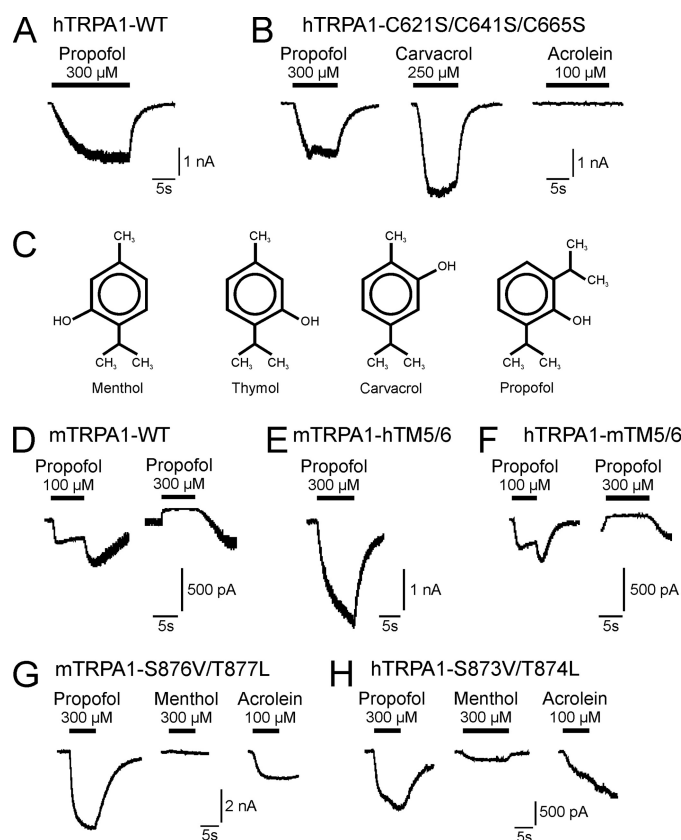 A hTRPA1-WT
Propofol
300 µM
1 nA
5s
B hTRPA1-C621S/C641S/C665S
Propofol Carvacrol Acrolein
300 µM 250 µM 100 µM
1 nA
5s
C
CH₃ CH₃ CH₃ CH₃
OH CH₃
HO OH OH
CH₃ CH₃ CH₃ CH₃ CH₃ CH₃ CH₃ CH₃
Menthol Thymol Carvacrol Propofol
D mTRPA1-WT
Propofol Propofol
100 µM 300 µM
500 pA
5s
E mTRPA1-hTM5/6
Propofol
300 µM
1 nA
5s
F hTRPA1-mTM5/6
Propofol Propofol
100 µM 300 µM
500 pA
5s
G mTRPA1-S876V/T877L
Propofol Menthol Acrolein
300 µM 300 µM 100 µM
2 nA
5s
H hTRPA1-S873V/T874L
Propofol Menthol Acrolein
300 µM 300 µM 100 µM
500 pA
5s